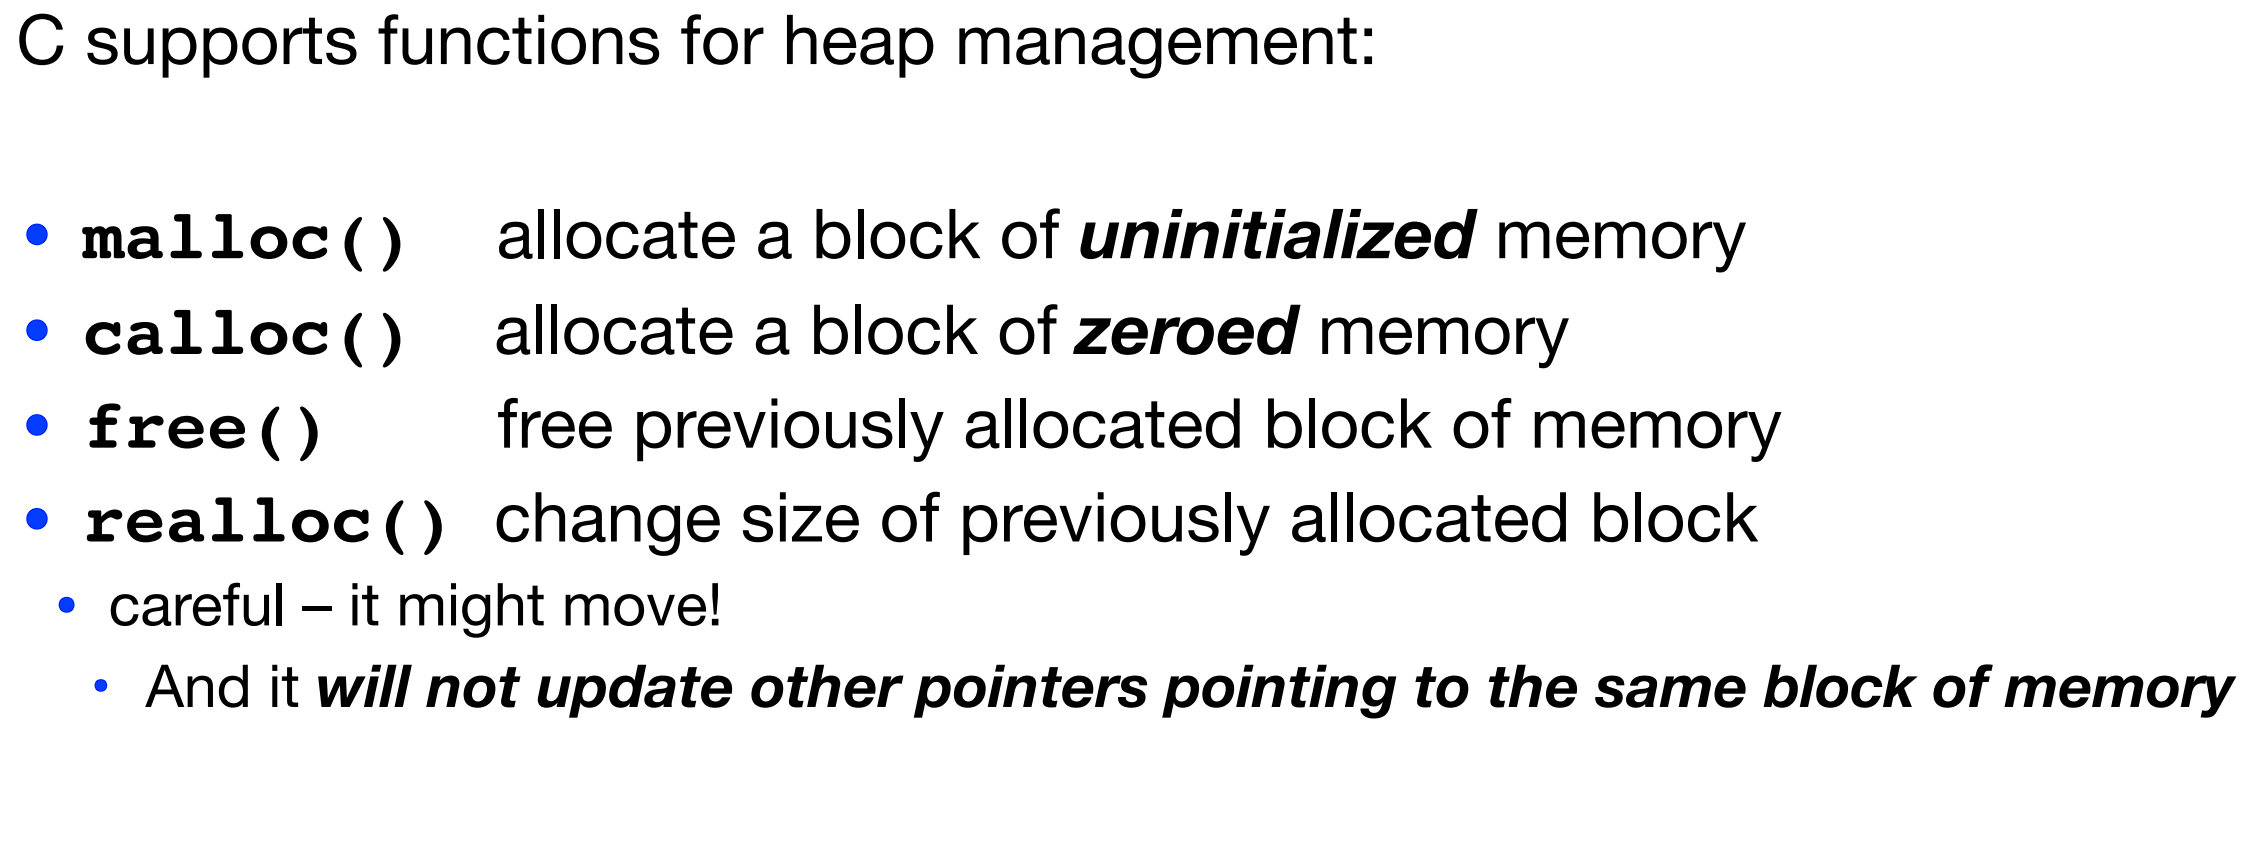 C supports functions for heap management:
• malloc() allocate a block of uninitialized memory
• calloc() allocate a block of zeroed memory
• free() free previously allocated block of memory
• realloc() change size of previously allocated block
• careful – it might move!
• And it will not update other pointers pointing to the same block of memory